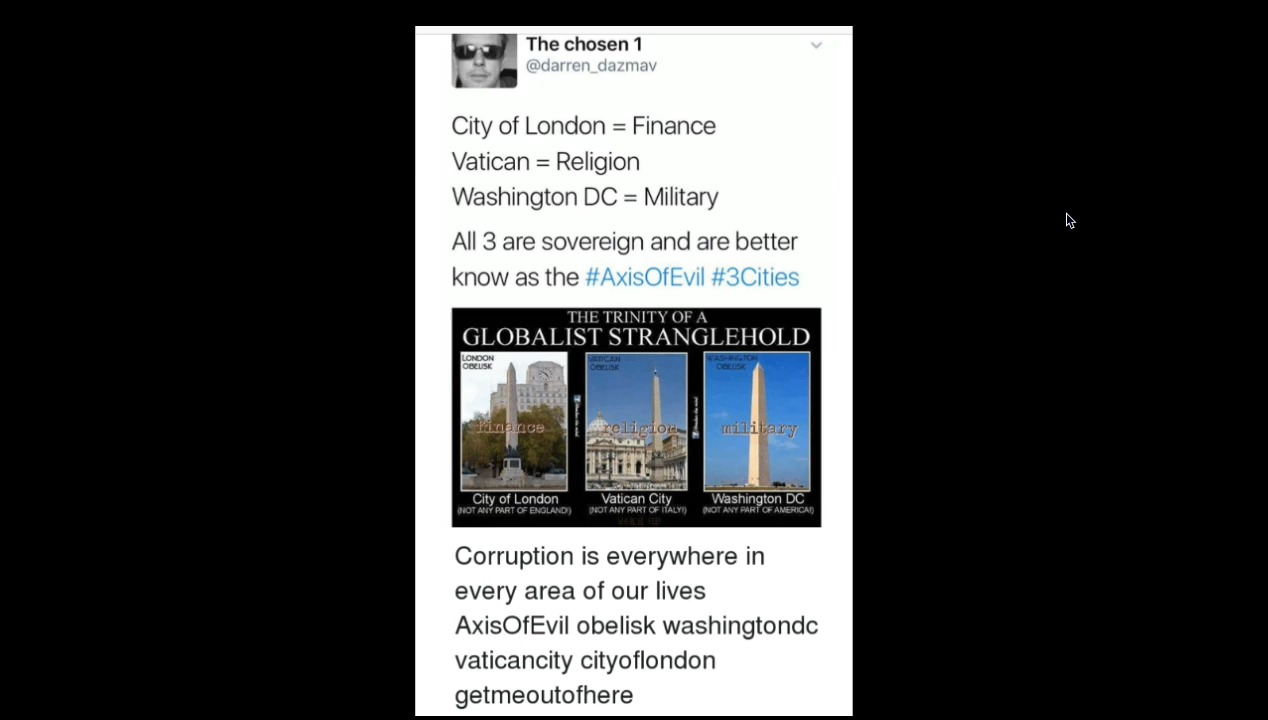 The chosen 1
@darren_dazmav
City of London = Finance
Vatican = Religion
Washington DC = Military
All 3 are sovereign and are better
know as the #AxisOfEvil #3Cities
THE TRINITY OF A
GLOBALIST STRANGLEHOLD
LONDON
OBELISK
VATICAN
OBELISK
WASHINGTON
OBELISK
finance
religion
military
City of London
(NOT ANY PART OF ENGLAND!)
Vatican City
(NOT ANY PART OF ITALY!)
Washington DC
(NOT ANY PART OF AMERICA!)
Corruption is everywhere in
every area of our lives
AxisOfEvil obelisk washingtondc
vaticancity cityoflondon
getmeoutofhere